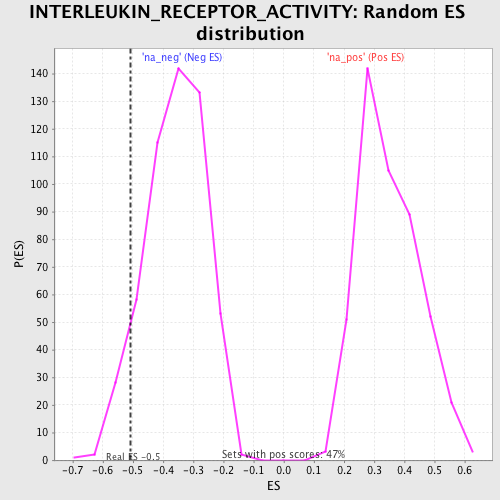 INTERLEUKIN_RECEPTOR_ACTIVITY: Random ES
distribution
'na_neg' (Neg ES)
'na_pos' (Pos ES)
140
130
120
110
100
90
80
70
60
50
40
30
20
10
0
P(ES)
Real ES -0.5
Sets with pos scores: 47%
-0.7 -0.6 -0.5 -0.4 -0.3 -0.2 -0.1 0.0 0.1 0.2 0.3 0.4 0.5 0.6
ES